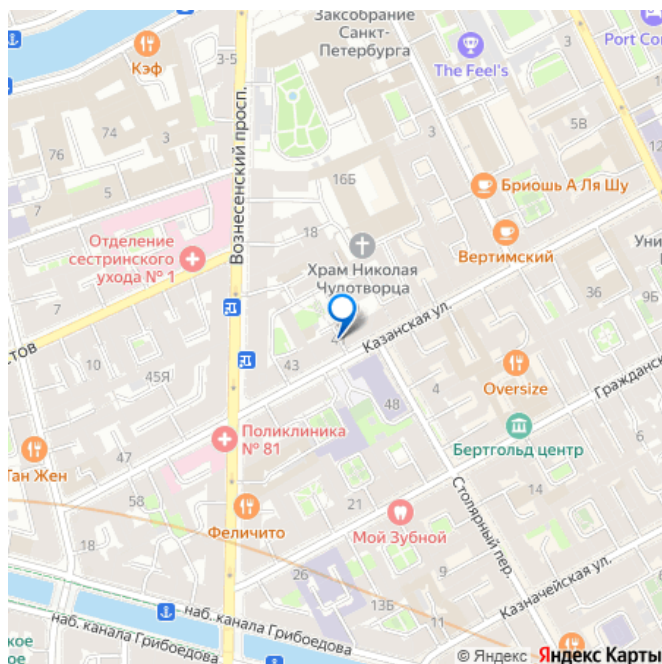 Заксобрание
Санкт-
Петербурга
Кэф
3-5
The Feel's
Port Co
Вознесенский просп.
74
3
3
5В
76
16Б
5
7
Бриошь А Ля Шу
Отделение
сестринского
ухода № 1
18
Вертимский
Храм Николая
Чудотворца
Уни
36
7
9Б
Казанская ул.
10
43
45Я
4
Oversize
Гражданск
48
Поликлиника
№ 81
Бертгольд центр
47
Тан Жен
58
21
14
Столярный пер.
Феличито
Мой Зубной
18
26
Казначейская ул.
13Б
11
9
наб. канала Грибоедова
наб. канала Грибоедова
© Яндекс Яндекс Карты